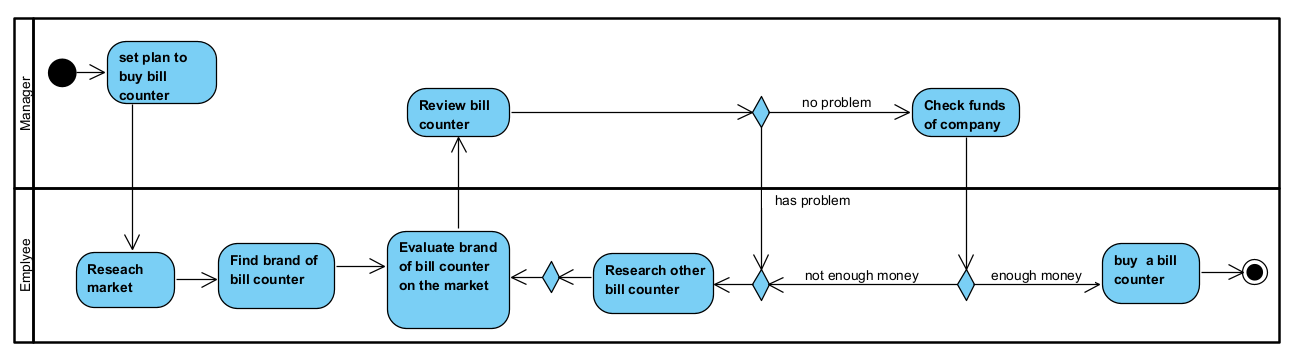 Manager
set plan to
buy bill
counter
Review bill
counter
no problem
Check funds
of company
has problem
Emplyee
Reseach
market
Find brand of
bill counter
Evaluate brand
of bill counter
on the market
Research other
bill counter
not enough money
enough money
buy  a bill
counter